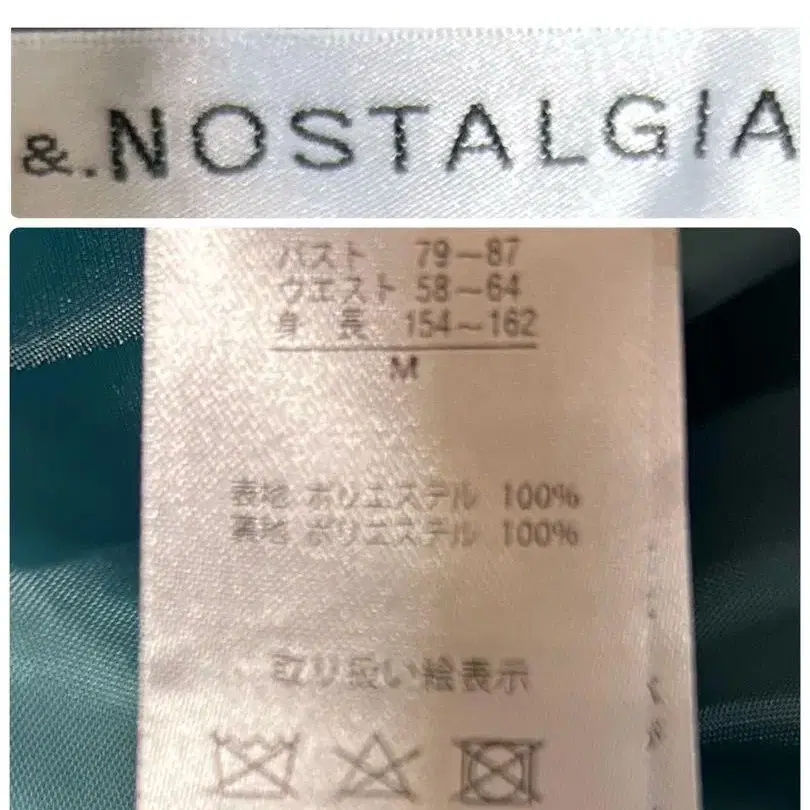 &.NOSTALGIA
バスト 79～87
ウエスト 58～64
身 長 154～162
M
表地 ポリエステル 100%
裏地 ポリエステル 100%
取り扱い絵表示